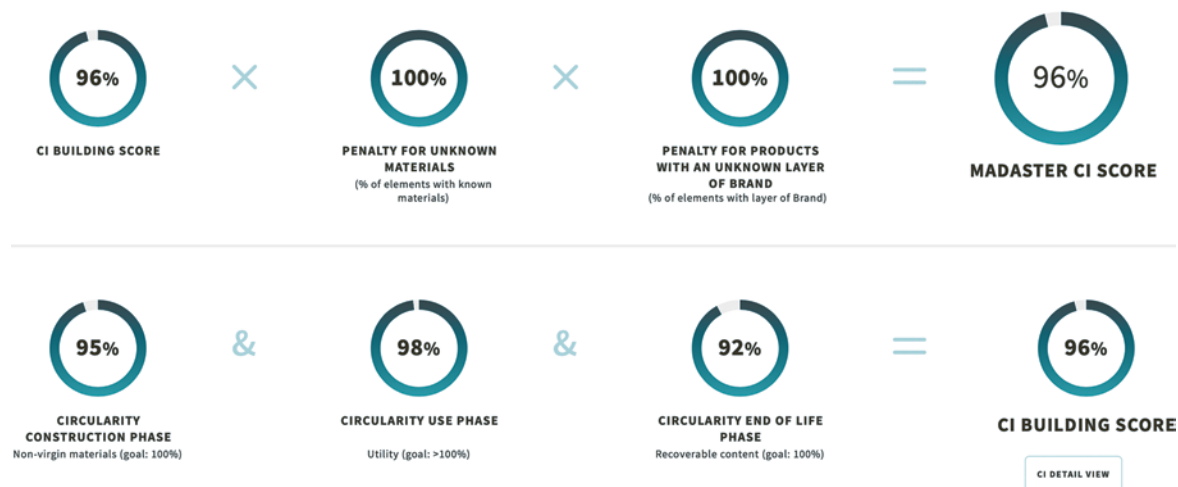 96%
100%
100%
96%
×
×
=
CI BUILDING SCORE
PENALTY FOR UNKNOWN
MATERIALS
(% of elements with known
materials)
PENALTY FOR PRODUCTS
WITH AN UNKNOWN LAYER
OF BRAND
(% of elements with layer of Brand)
MADASTER CI SCORE
95%
&
98%
&
92%
=
96%
CIRCULARITY
CONSTRUCTION PHASE
Non-virgin materials (goal: 100%)
CIRCULARITY USE PHASE
Utility (goal: >100%)
CIRCULARITY END OF LIFE
PHASE
Recoverable content (goal: 100%)
CI BUILDING SCORE
CI DETAIL VIEW